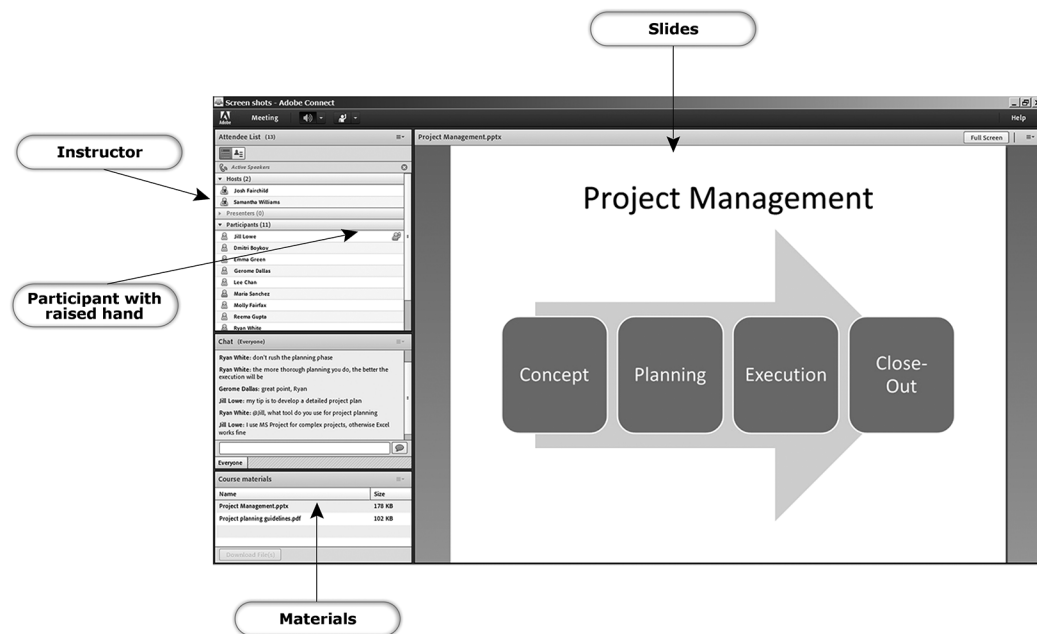 Slides
Screen shots - Adobe Connect
Adobe
Meeting
Help
Attendee List (13)
Project Management.pptx
Full Screen
Instructor
Active Speakers
Hosts (2)
Josh Fairchild
Samantha Williams
Presenters (0)
Participants (11)
Jill Lowe
Dmitri Boykov
Emma Green
Gerome Dallas
Lee Chan
Maria Sanchez
Molly Fairfax
Reema Gupta
Ryan White
Participant with
raised hand
Chat (Everyone)
Ryan White: don't rush the planning phase
Ryan White: the more thorough planning you do, the better the
execution will be
Gerome Dallas: great point, Ryan
Jill Lowe: my tip is to develop a detailed project plan
Ryan White: @Jill, what tool do you use for project planning
Jill Lowe: I use MS Project for complex projects, otherwise Excel
works fine
Everyone
Course materials
Name Size
Project Management.pptx 178 KB
Project planning guidelines.pdf 102 KB
Download File(s)
Project Management
Concept
Planning
Execution
Close-
Out
Materials